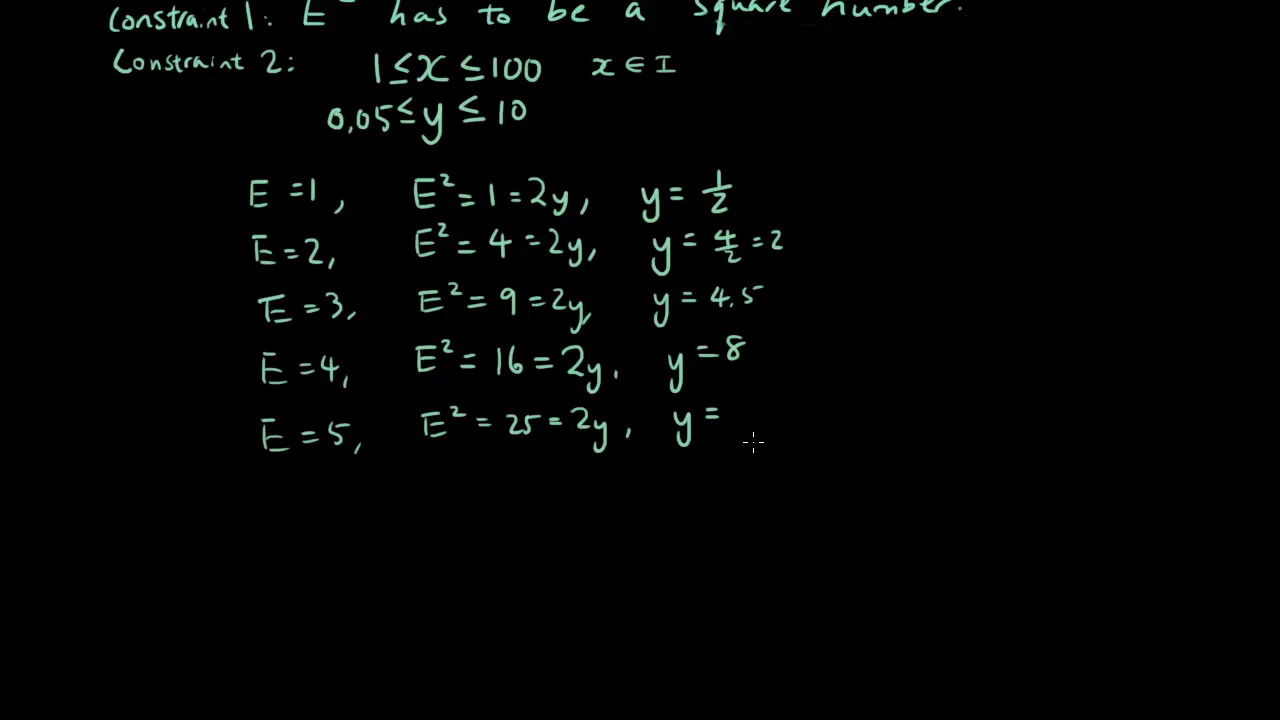 Constraint 1: E² has to be a square number.
Constraint 2: 1 ≤ x ≤ 100 x ∈ I
0.05 ≤ y ≤ 10
E = 1, E² = 1 = 2y, y = 1/2
E = 2, E² = 4 = 2y, y = 4/2 = 2
E = 3, E² = 9 = 2y, y = 4.5
E = 4, E² = 16 = 2y, y = 8
E = 5, E² = 25 = 2y, y =